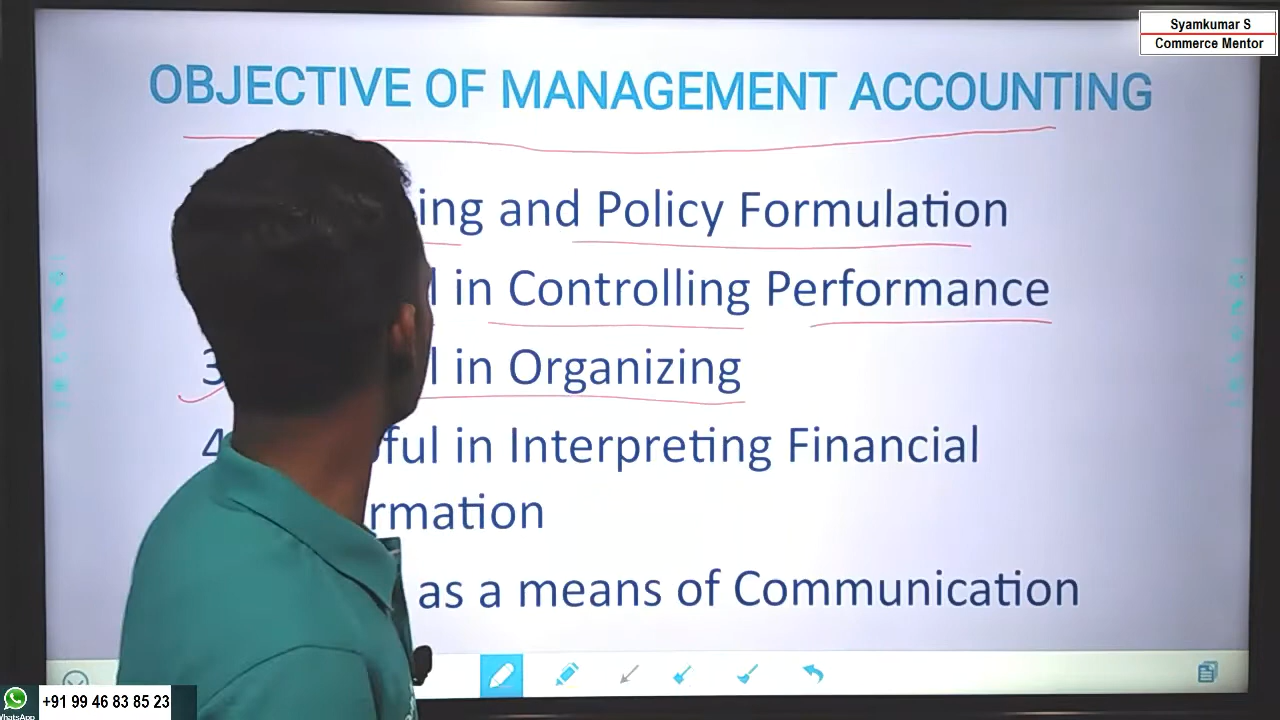 Syamkumar S
Commerce Mentor
OBJECTIVE OF MANAGEMENT ACCOUNTING
ing and Policy Formulation
l in Controlling Performance
3 l in Organizing
4 ful in Interpreting Financial
rmation
as a means of Communication
+91 99 46 83 85 23
WhatsApp